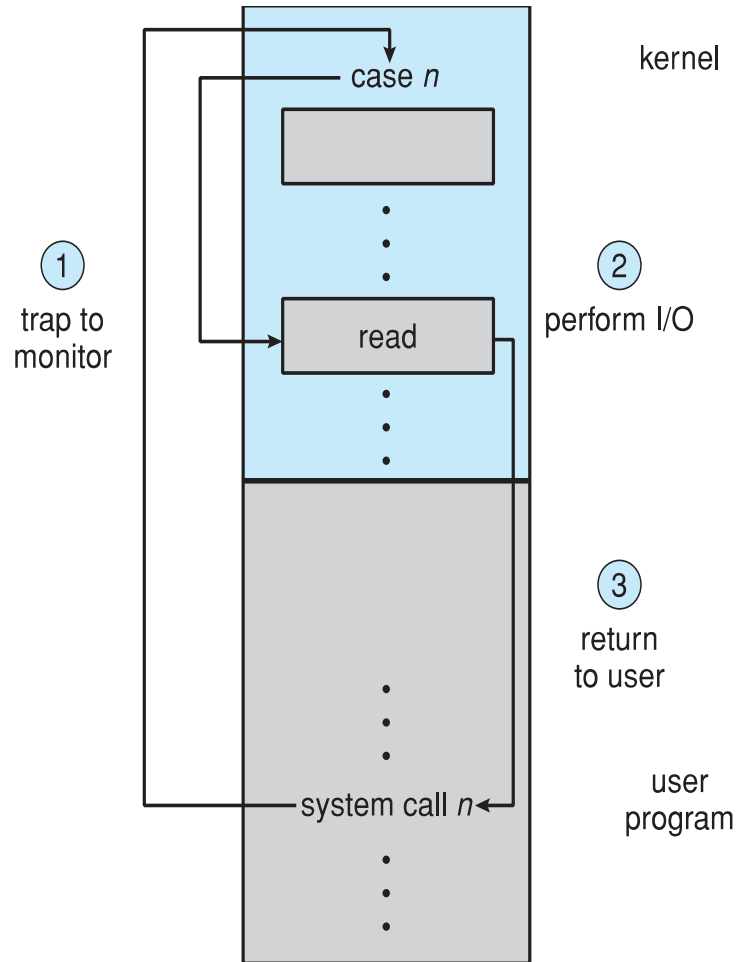 kernel
case n
1
trap to
monitor
2
perform I/O
read
3
return
to user
system call n
user
program